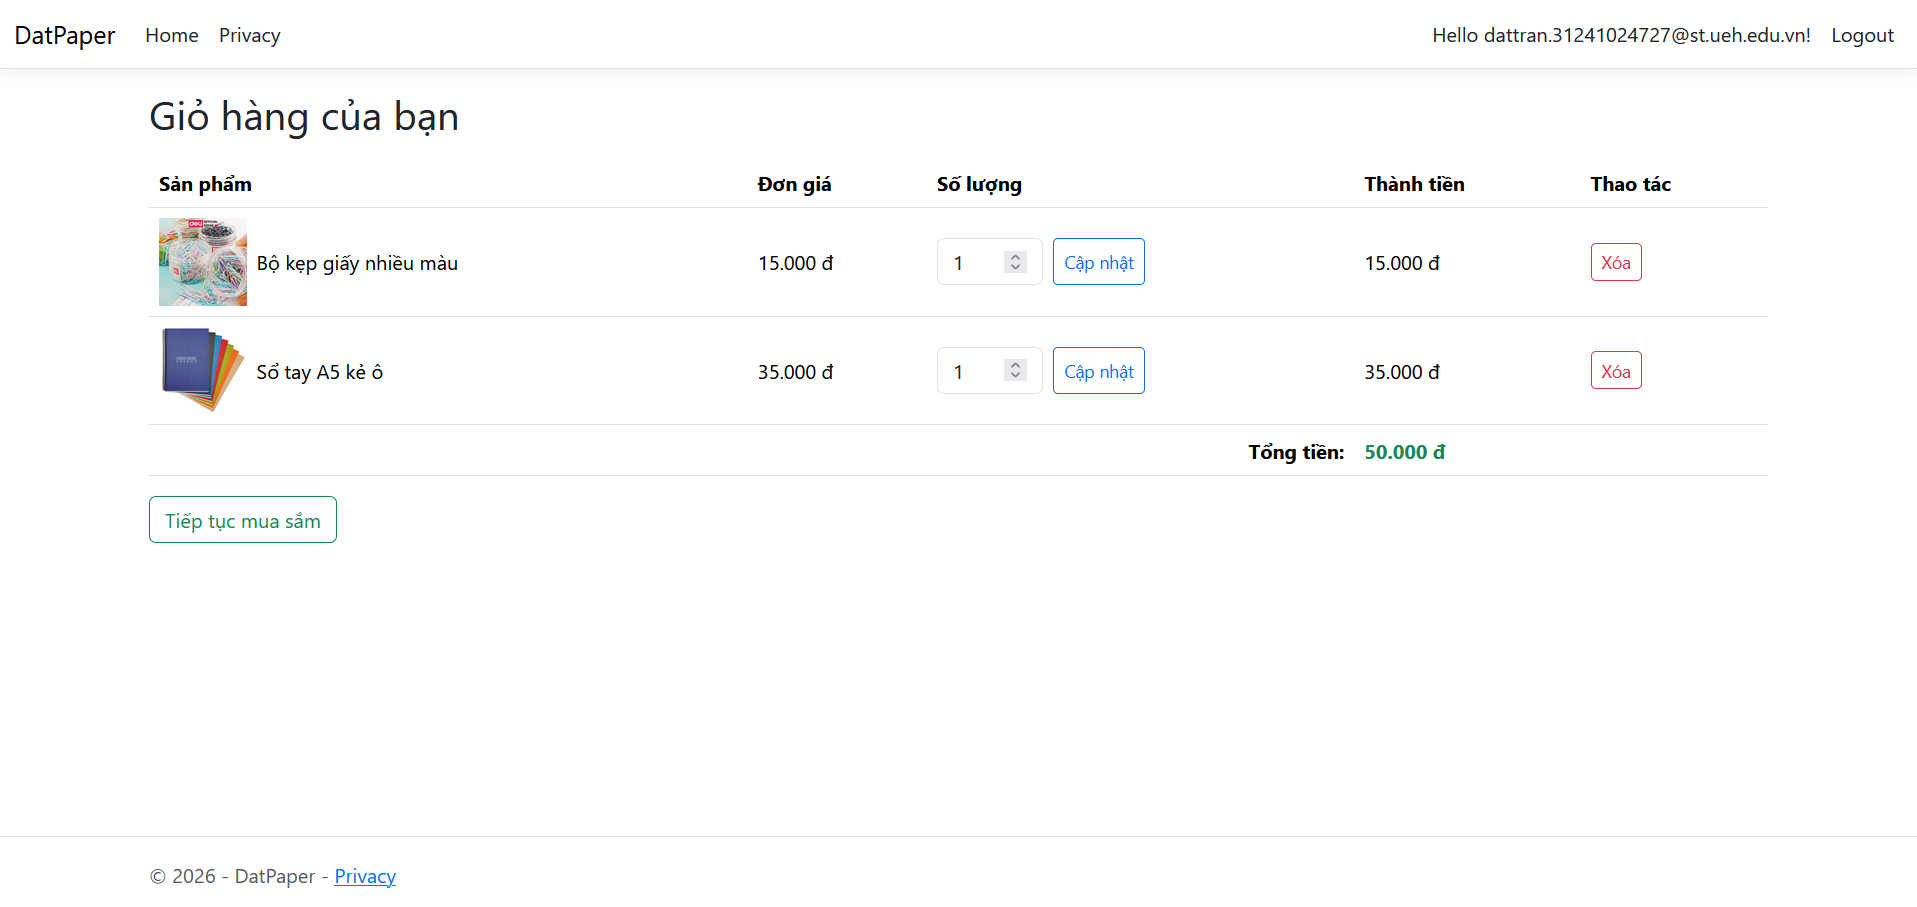 DatPaper Home Privacy Hello dattran.31241024727@st.ueh.edu.vn! Logout
Giỏ hàng của bạn
Sản phẩm Đơn giá Số lượng Thành tiền Thao tác
Bộ kẹp giấy nhiều màu 15.000 đ 1 Cập nhật 15.000 đ Xóa
Sổ tay A5 kẻ ô 35.000 đ 1 Cập nhật 35.000 đ Xóa
Tổng tiền: 50.000 đ
Tiếp tục mua sắm
© 2026 - DatPaper - Privacy